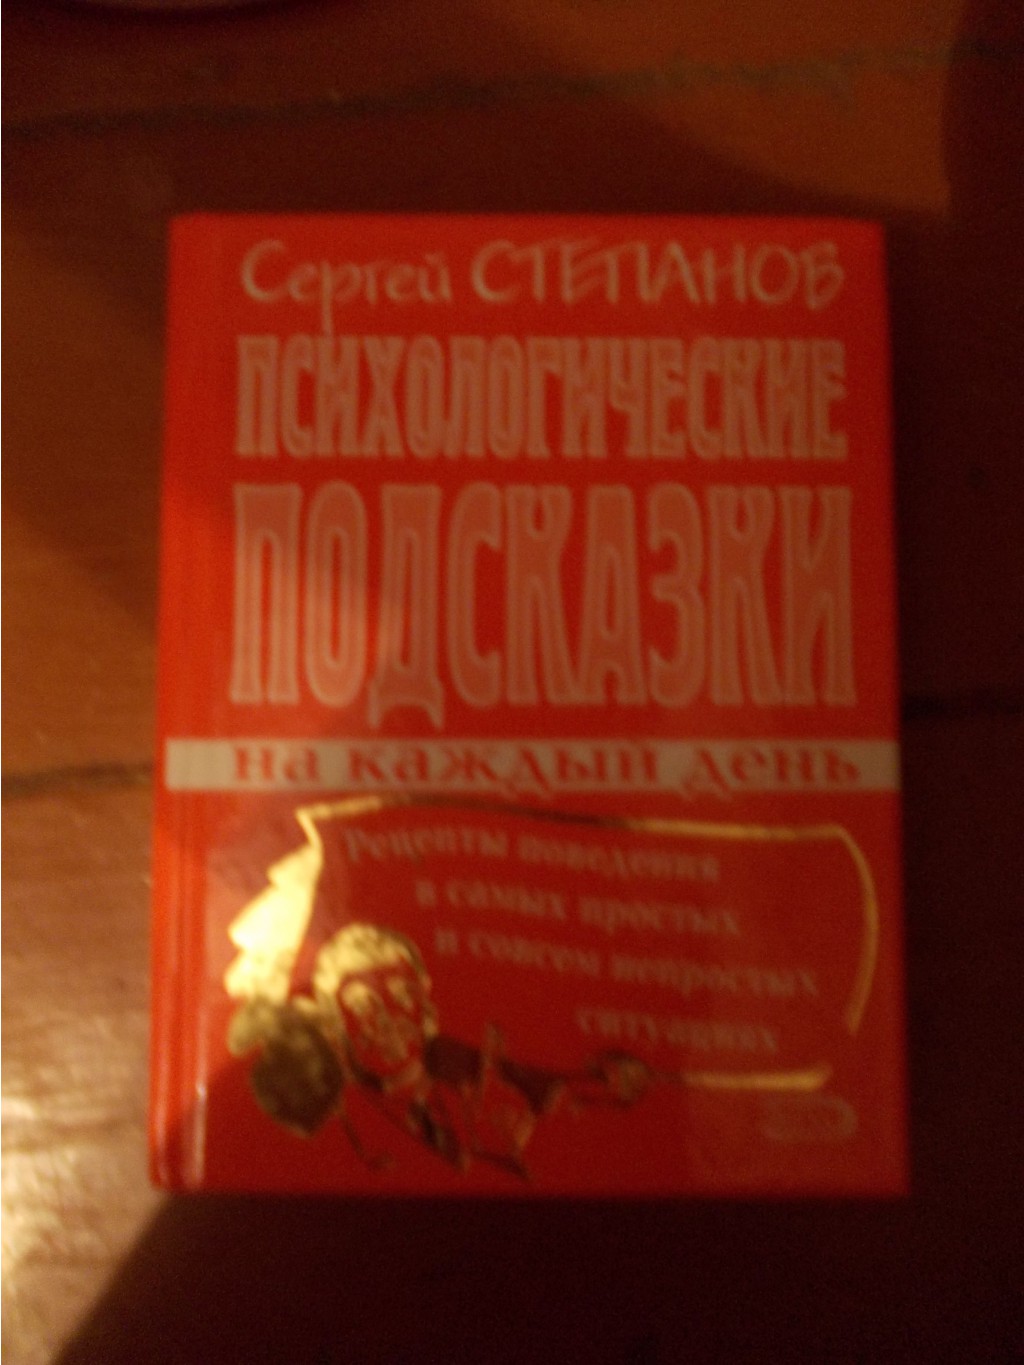 Сергей СТЕПАНОВ
ПСИХОЛОГИЧЕСКИЕ
ПОДСКАЗКИ
на каждый день
Рецепты поведения
в самых простых
и совсем непростых
ситуациях